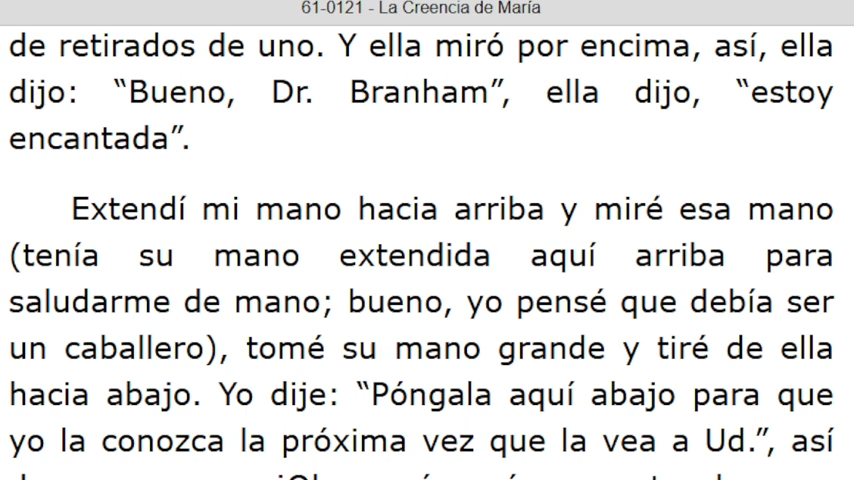 61-0121 - La Creencia de María
de retirados de uno. Y ella miró por encima, así, ella
dijo: “Bueno, Dr. Branham”, ella dijo, “estoy
encantada”.
Extendí mi mano hacia arriba y miré esa mano
(tenía su mano extendida aquí arriba para
saludarme de mano; bueno, yo pensé que debía ser
un caballero), tomé su mano grande y tiré de ella
hacia abajo. Yo dije: “Póngala aquí abajo para que
yo la conozca la próxima vez que la vea a Ud.”, así